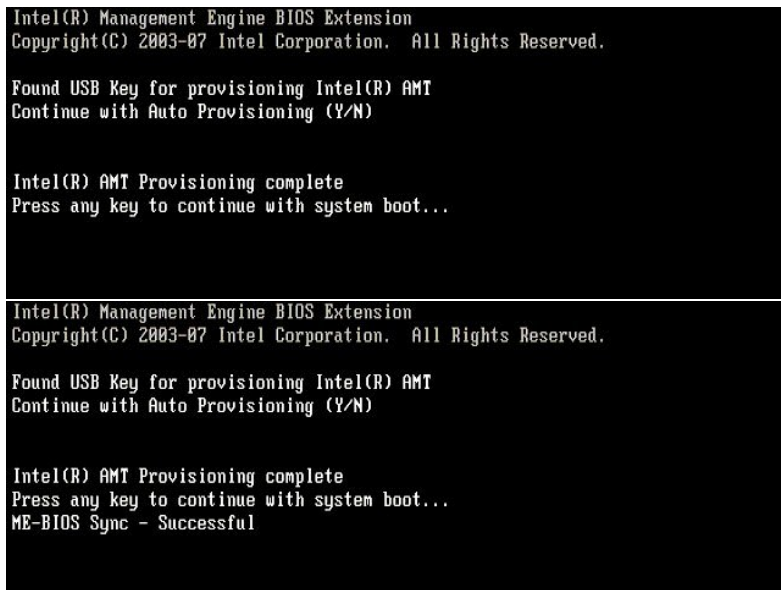 Intel(R) Management Engine BIOS Extension
Copyright(C) 2003-07 Intel Corporation.  All Rights Reserved.
Found USB Key for provisioning Intel(R) AMT
Continue with Auto Provisioning (Y/N)
Intel(R) AMT Provisioning complete
Press any key to continue with system boot...
Intel(R) Management Engine BIOS Extension
Copyright(C) 2003-07 Intel Corporation.  All Rights Reserved.
Found USB Key for provisioning Intel(R) AMT
Continue with Auto Provisioning (Y/N)
Intel(R) AMT Provisioning complete
Press any key to continue with system boot...
ME-BIOS Sync - Successful